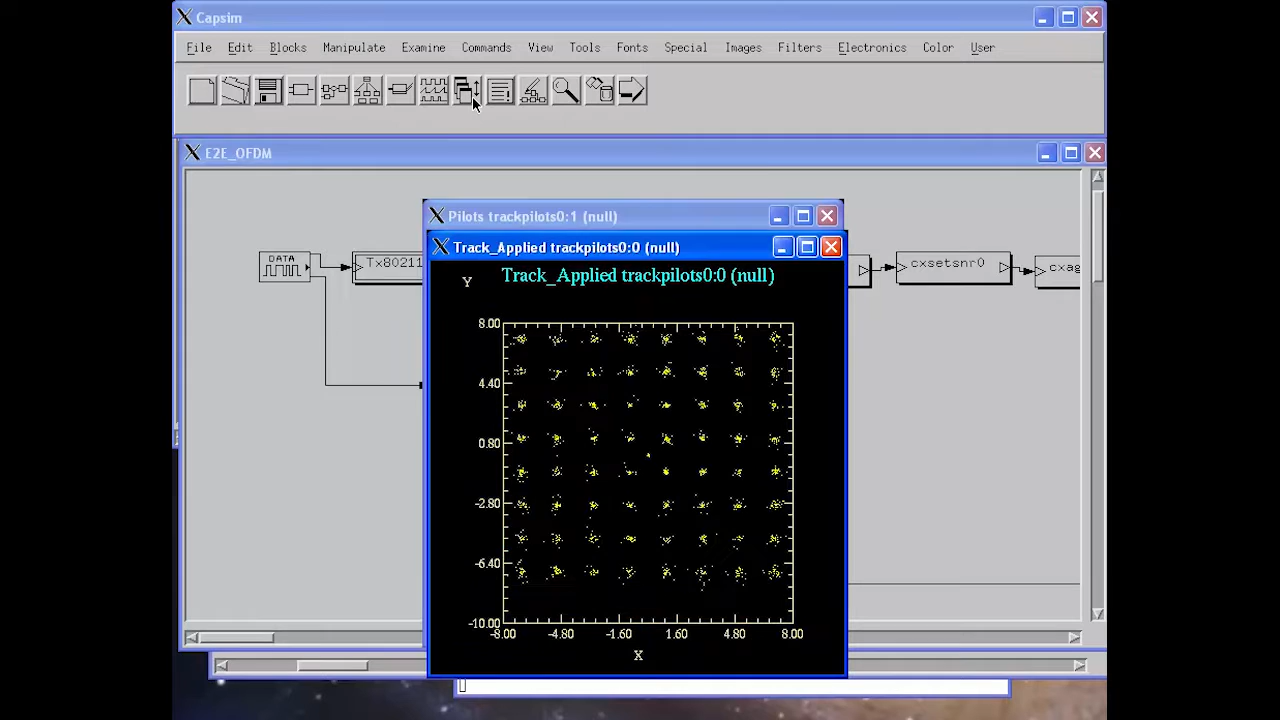 Capsim
File Edit Blocks Manipulate Examine Commands View Tools Fonts Special Images Filters Electronics Color User
E2E_OFDM
Pilots trackpilots0:1 (null)
Track_Applied trackpilots0:0 (null)
DATA
Tx80211
cxsetsnr0
cxag
Y
Track_Applied trackpilots0:0 (null)
8.00
4.40
0.80
-2.80
-6.40
-10.00
-8.00 -4.80 -1.60 1.60 4.80 8.00
X